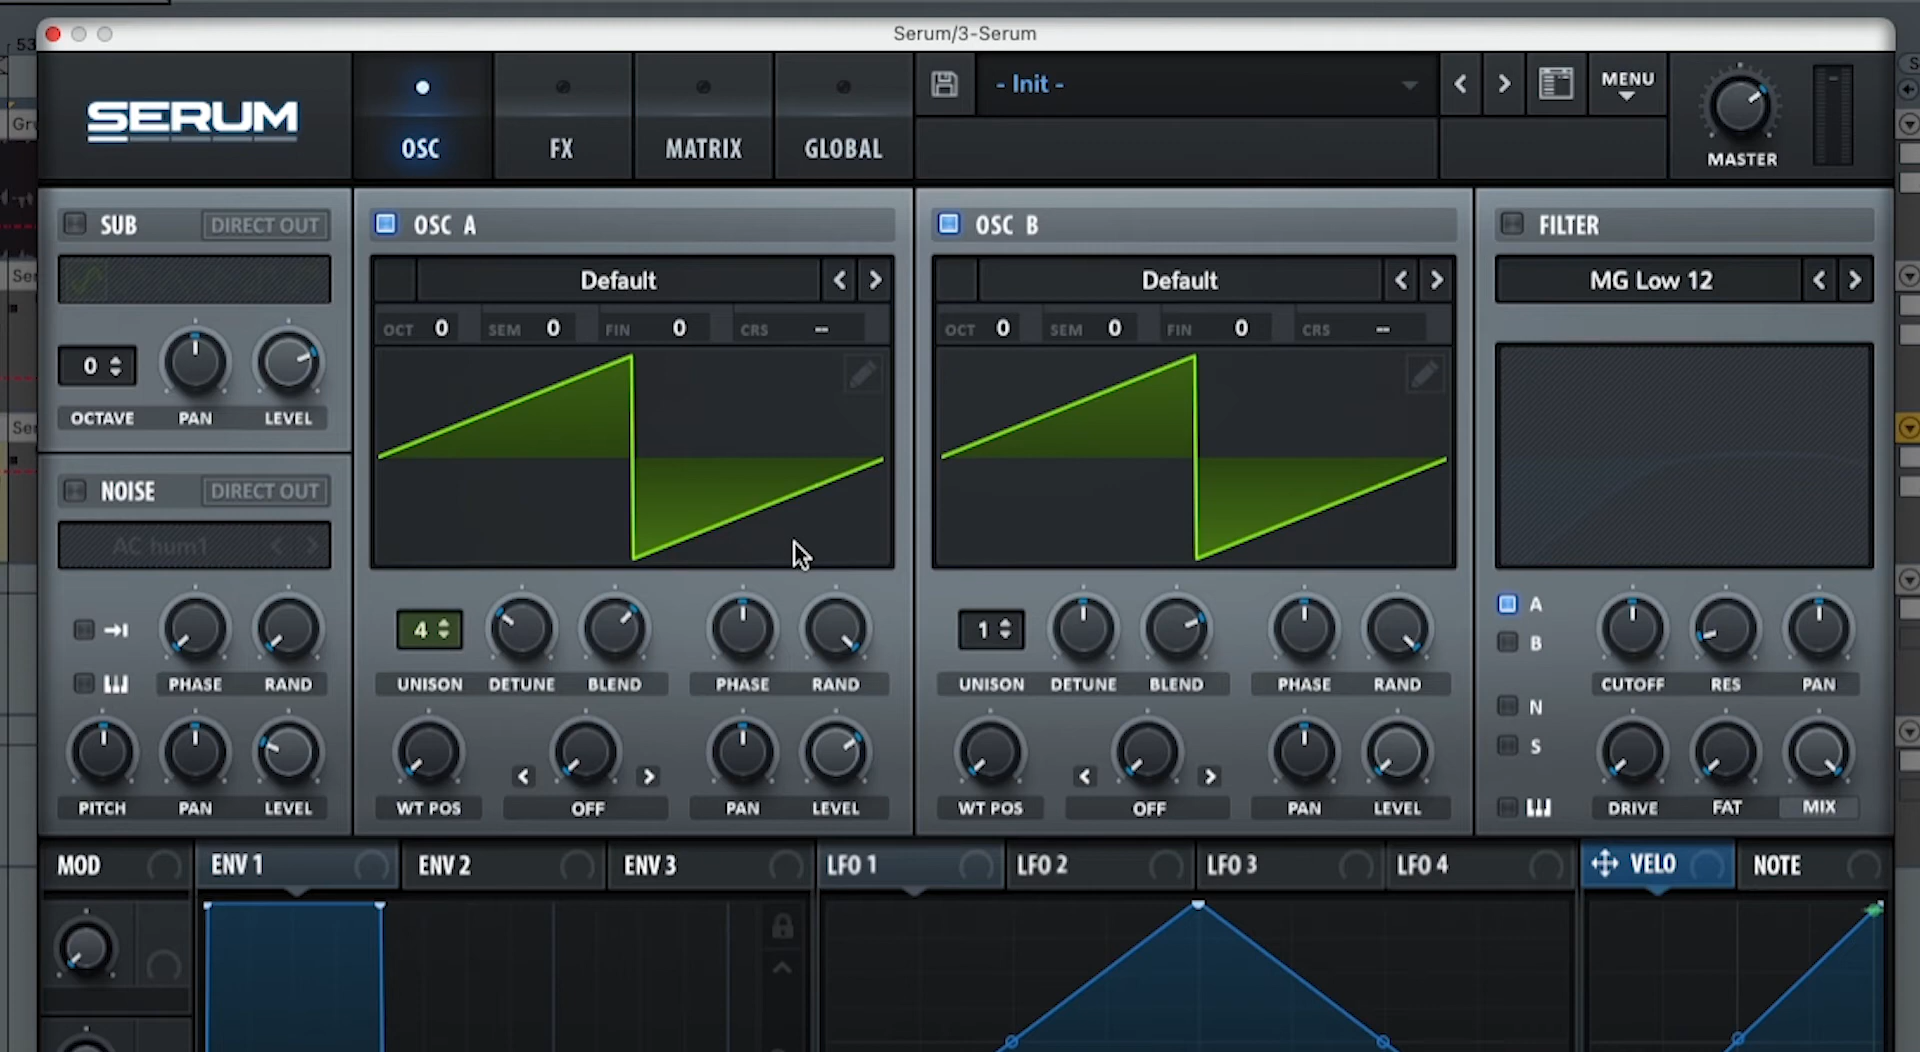 Serum/3-Serum
53
SERUM
OSC
FX
MATRIX
GLOBAL
- Init -
MENU
MASTER
SUB
DIRECT OUT
OSC A
OSC B
FILTER
Default
Default
MG Low 12
OCT 0 SEM 0 FIN 0 CRS --
OCT 0 SEM 0 FIN 0 CRS --
0
OCTAVE PAN LEVEL
NOISE
DIRECT OUT
AC hum1
4
1
A
B
PHASE RAND
UNISON DETUNE BLEND PHASE RAND
UNISON DETUNE BLEND PHASE RAND
CUTOFF RES PAN
N
S
PITCH PAN LEVEL
WT POS OFF PAN LEVEL
WT POS OFF PAN LEVEL
DRIVE FAT MIX
MOD
ENV 1
ENV 2
ENV 3
LFO 1
LFO 2
LFO 3
LFO 4
VELO
NOTE